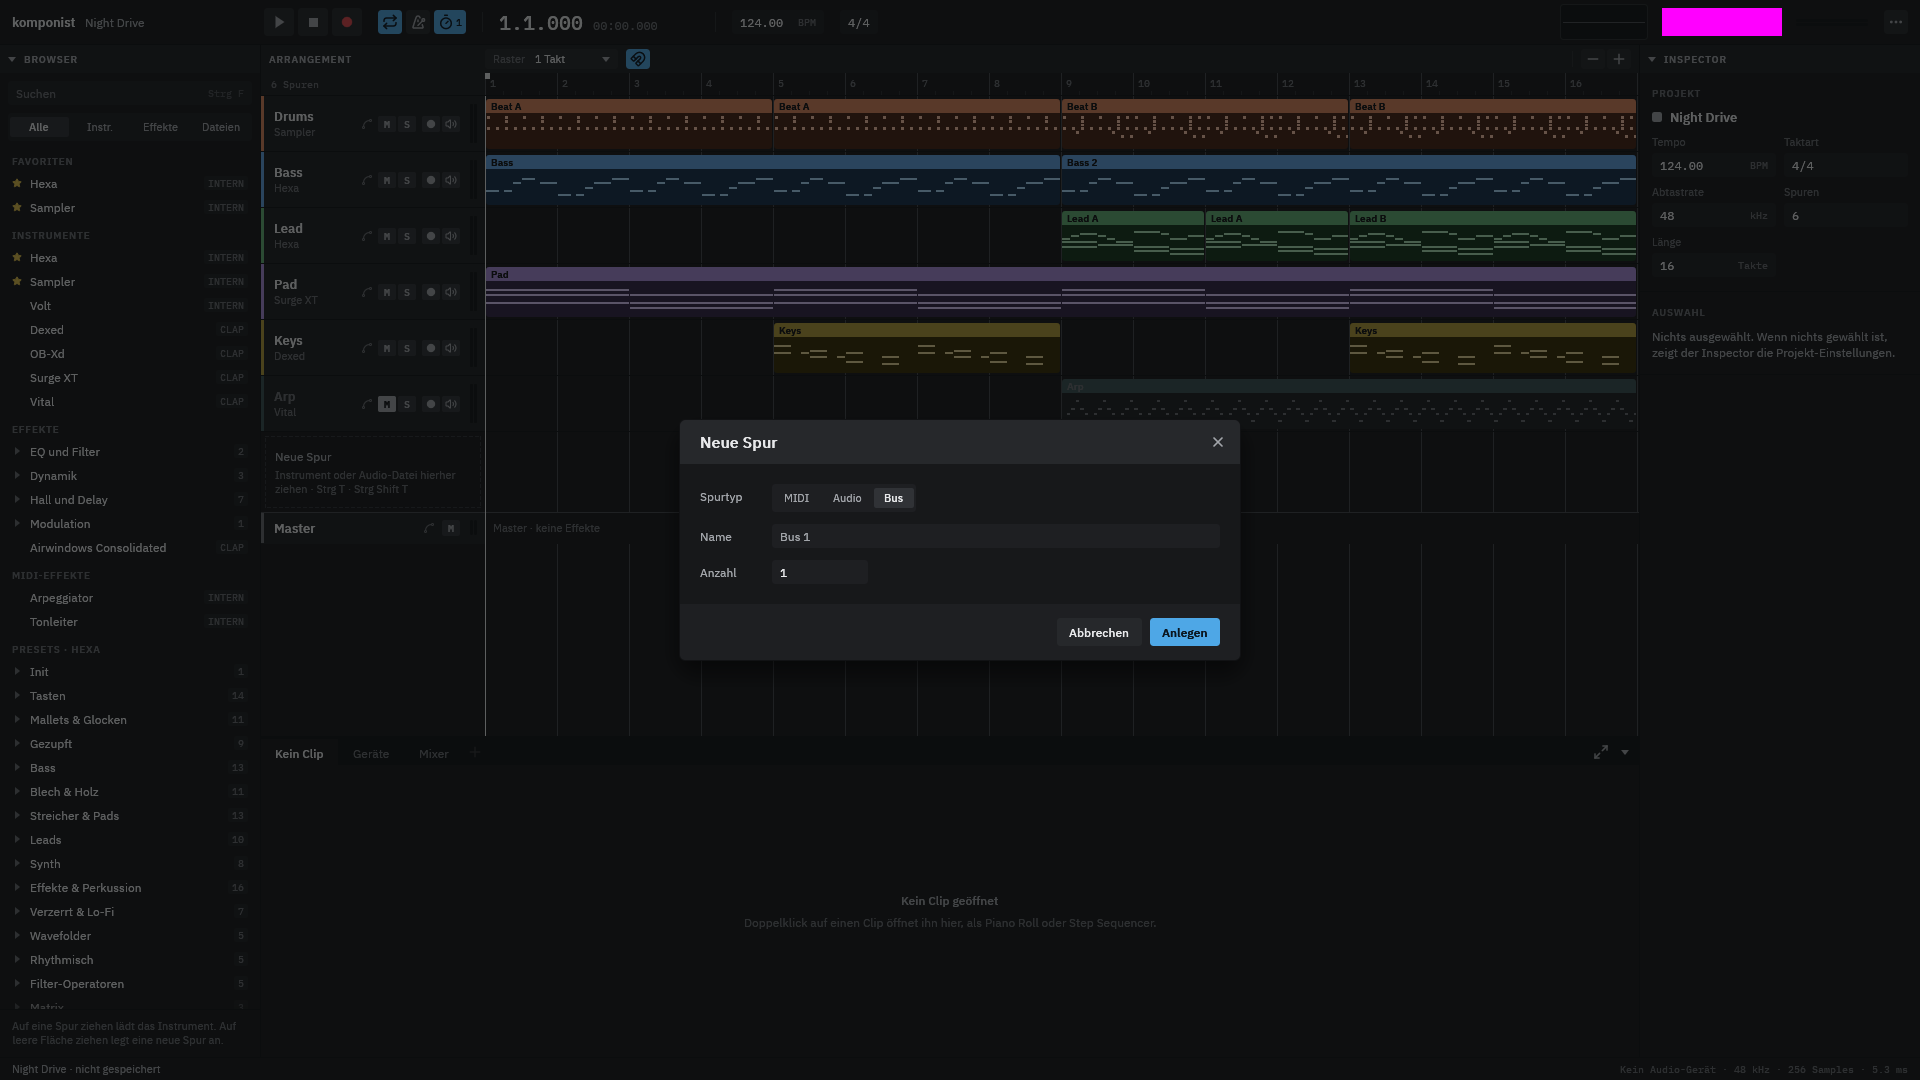 komponist Night Drive
1
1.1.000 00:00.000
124.00 BPM
4/4
BROWSER
Suchen Strg F
Alle Instr. Effekte Dateien
FAVORITEN
Hexa INTERN
Sampler INTERN
INSTRUMENTE
Hexa INTERN
Sampler INTERN
Volt INTERN
Dexed CLAP
OB-Xd CLAP
Surge XT CLAP
Vital CLAP
EFFEKTE
EQ und Filter 2
Dynamik 3
Hall und Delay 7
Modulation 1
Airwindows Consolidated CLAP
MIDI-EFFEKTE
Arpeggiator INTERN
Tonleiter INTERN
PRESETS · HEXA
Init 1
Tasten 14
Mallets & Glocken 11
Gezupft 9
Bass 13
Blech & Holz 11
Streicher & Pads 13
Leads 10
Synth 8
Effekte & Perkussion 16
Verzerrt & Lo-Fi 7
Wavefolder 5
Rhythmisch 5
Filter-Operatoren 5
Matrix 3
Auf eine Spur ziehen lädt das Instrument. Auf
leere Fläche ziehen legt eine neue Spur an.
Night Drive · nicht gespeichert
ARRANGEMENT
Raster 1 Takt
6 Spuren
1 2 3 4 5 6 7 8 9 10 11 12 13 14 15 16
Drums M S
Sampler
Beat A Beat A Beat B Beat B
Bass M S
Hexa
Bass Bass 2
Lead M S
Hexa
Lead A Lead A Lead B
Pad M S
Surge XT
Pad
Keys M S
Dexed
Keys Keys
Arp M S
Vital
Arp
Neue Spur
Instrument oder Audio-Datei hierher
ziehen · Strg T · Strg Shift T
Master M
Master · keine Effekte
Neue Spur
Spurtyp MIDI Audio Bus
Name Bus 1
Anzahl 1
Abbrechen Anlegen
Kein Clip Geräte Mixer
Kein Clip geöffnet
Doppelklick auf einen Clip öffnet ihn hier, als Piano Roll oder Step Sequencer.
INSPECTOR
PROJEKT
Night Drive
Tempo Taktart
124.00 BPM 4/4
Abtastrate Spuren
48 kHz 6
Länge
16 Takte
AUSWAHL
Nichts ausgewählt. Wenn nichts gewählt ist,
zeigt der Inspector die Projekt-Einstellungen.
Kein Audio-Gerät · 48 kHz · 256 Samples · 5.3 ms